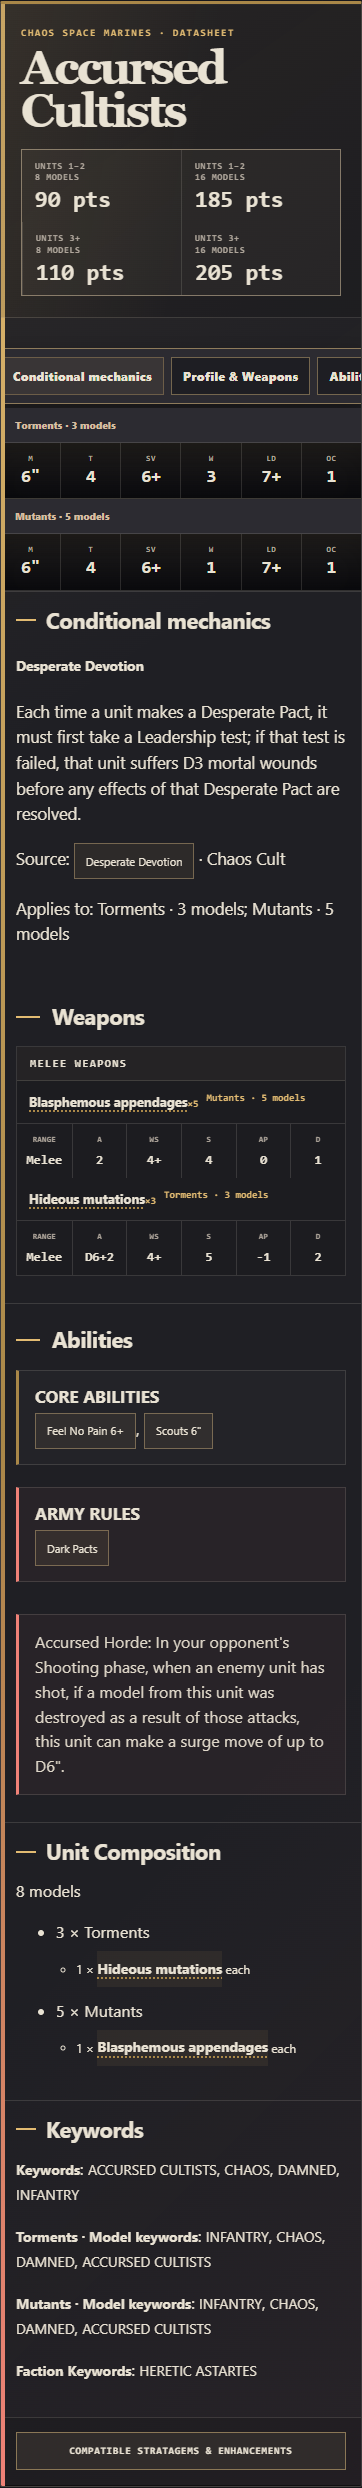 CHAOS SPACE MARINES · DATASHEET
Accursed
Cultists
UNITS 1–2
8 MODELS
90 pts
UNITS 1–2
16 MODELS
185 pts
UNITS 3+
8 MODELS
110 pts
UNITS 3+
16 MODELS
205 pts
Conditional mechanics
Profile & Weapons
Abilit
Torments · 3 models
M T SV W LD OC
6" 4 6+ 3 7+ 1
Mutants · 5 models
M T SV W LD OC
6" 4 6+ 1 7+ 1
Conditional mechanics
Desperate Devotion
Each time a unit makes a Desperate Pact, it
must first take a Leadership test; if that test is
failed, that unit suffers D3 mortal wounds
before any effects of that Desperate Pact are
resolved.
Source: Desperate Devotion · Chaos Cult
Applies to: Torments · 3 models; Mutants · 5
models
Weapons
MELEE WEAPONS
Blasphemous appendages×5 Mutants · 5 models
RANGE A WS S AP D
Melee 2 4+ 4 0 1
Hideous mutations×3 Torments · 3 models
RANGE A WS S AP D
Melee D6+2 4+ 5 -1 2
Abilities
CORE ABILITIES
Feel No Pain 6+, Scouts 6"
ARMY RULES
Dark Pacts
Accursed Horde: In your opponent's
Shooting phase, when an enemy unit has
shot, if a model from this unit was
destroyed as a result of those attacks,
this unit can make a surge move of up to
D6".
Unit Composition
8 models
• 3 × Torments
◦ 1 × Hideous mutations each
• 5 × Mutants
◦ 1 × Blasphemous appendages each
Keywords
Keywords: ACCURSED CULTISTS, CHAOS, DAMNED,
INFANTRY
Torments · Model keywords: INFANTRY, CHAOS,
DAMNED, ACCURSED CULTISTS
Mutants · Model keywords: INFANTRY, CHAOS,
DAMNED, ACCURSED CULTISTS
Faction Keywords: HERETIC ASTARTES
COMPATIBLE STRATAGEMS & ENHANCEMENTS